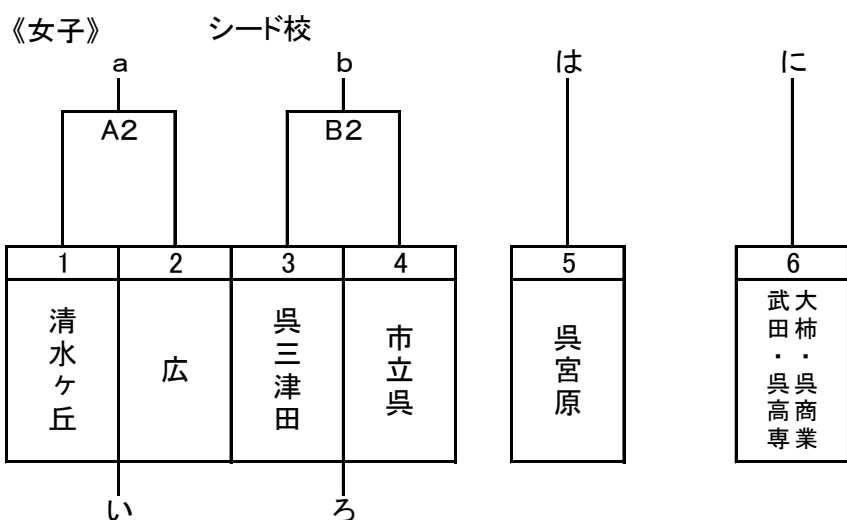 《女子》 シード校
a b は に
A2 B2
1 2 3 4 5 6
清水ヶ丘
広
呉三津田
市立呉
呉宮原
大柿・呉商業
武田・呉高専
い ろ